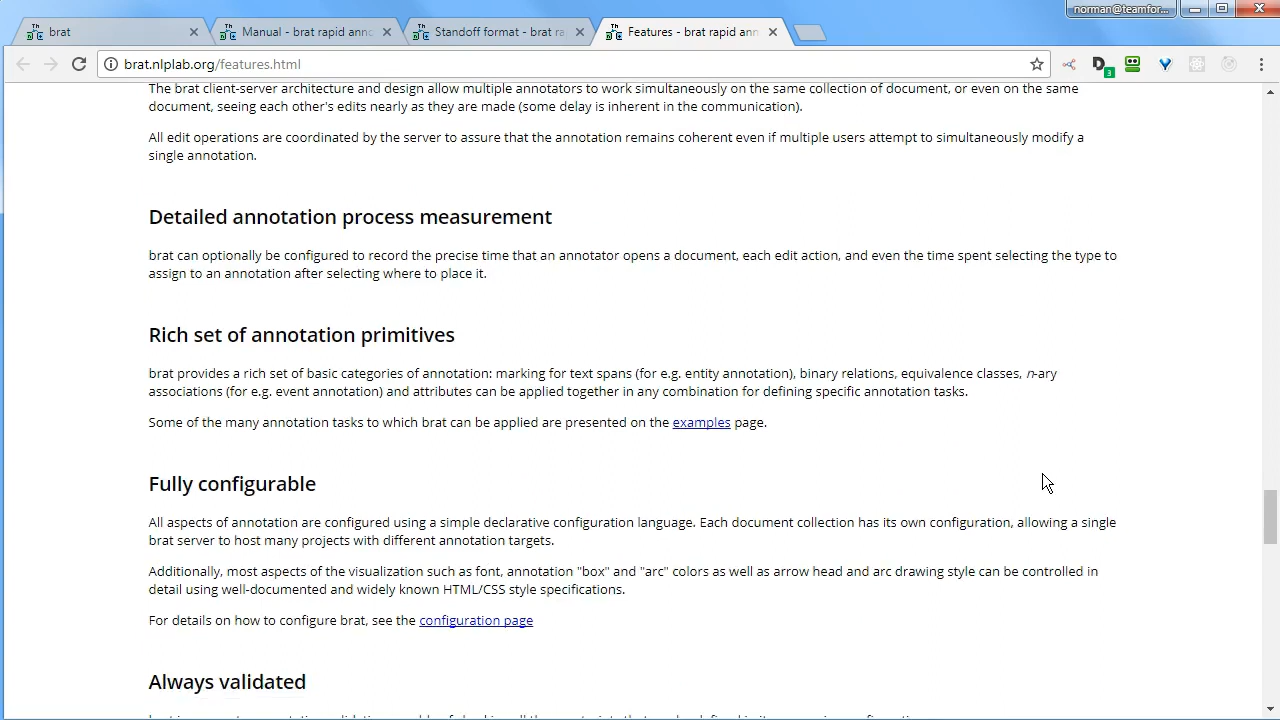 norman@teamfor...
brat
Manual - brat rapid anno
Standoff format - brat ra
Features - brat rapid ann
brat.nlplab.org/features.html
3
The brat client-server architecture and design allow multiple annotators to work simultaneously on the same collection of document, or even on the same
document, seeing each other's edits nearly as they are made (some delay is inherent in the communication).
All edit operations are coordinated by the server to assure that the annotation remains coherent even if multiple users attempt to simultaneously modify a
single annotation.
Detailed annotation process measurement
brat can optionally be configured to record the precise time that an annotator opens a document, each edit action, and even the time spent selecting the type to
assign to an annotation after selecting where to place it.
Rich set of annotation primitives
brat provides a rich set of basic categories of annotation: marking for text spans (for e.g. entity annotation), binary relations, equivalence classes, n-ary
associations (for e.g. event annotation) and attributes can be applied together in any combination for defining specific annotation tasks.
Some of the many annotation tasks to which brat can be applied are presented on the examples page.
Fully configurable
All aspects of annotation are configured using a simple declarative configuration language. Each document collection has its own configuration, allowing a single
brat server to host many projects with different annotation targets.
Additionally, most aspects of the visualization such as font, annotation "box" and "arc" colors as well as arrow head and arc drawing style can be controlled in
detail using well-documented and widely known HTML/CSS style specifications.
For details on how to configure brat, see the configuration page
Always validated